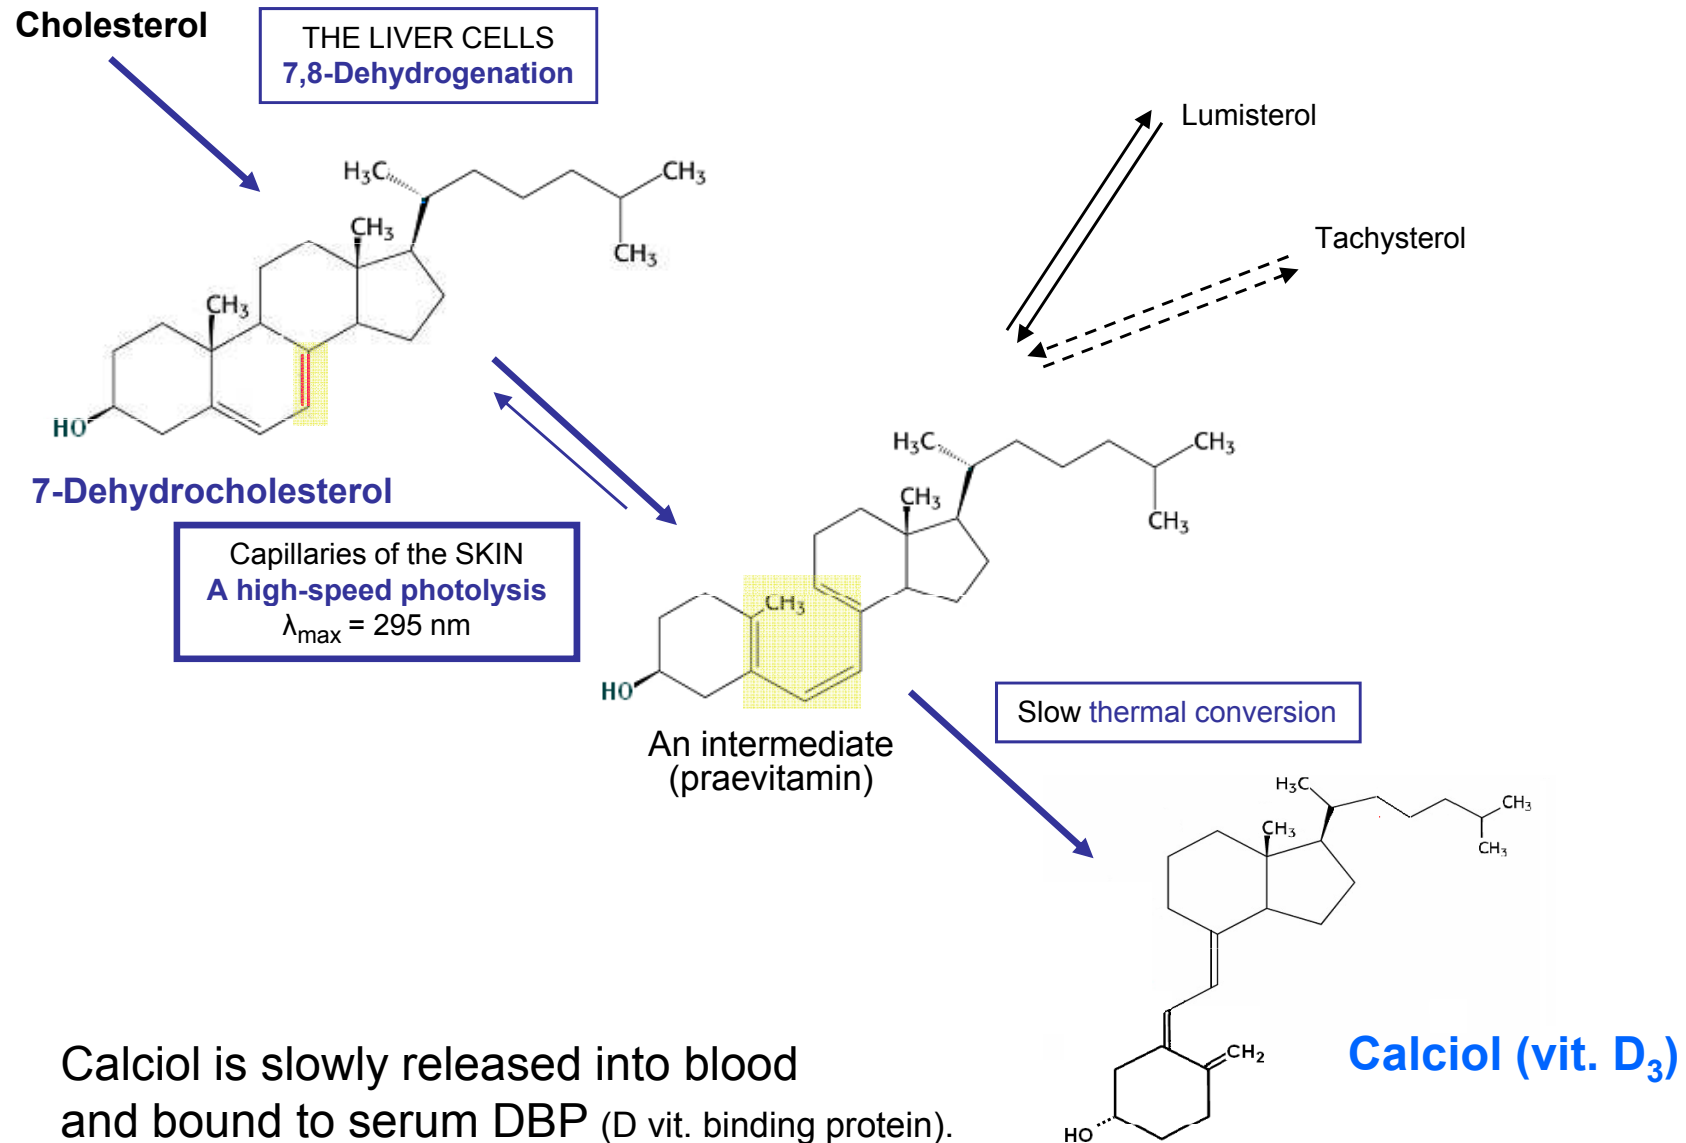 Cholesterol
THE LIVER CELLS
7,8-Dehydrogenation
Lumisterol
Tachysterol
H₃C
CH₃
CH₃
CH₃
CH₃
HO
7-Dehydrocholesterol
Capillaries of the SKIN
A high-speed photolysis
λmax = 295 nm
H₃C
CH₃
CH₃
CH₃
CH₃
HO
An intermediate
(praevitamin)
Slow thermal conversion
H₃C
CH₃
CH₃
CH₃
CH₂
HO
Calciol (vit. D₃)
Calciol is slowly released into blood
and bound to serum DBP (D vit. binding protein).